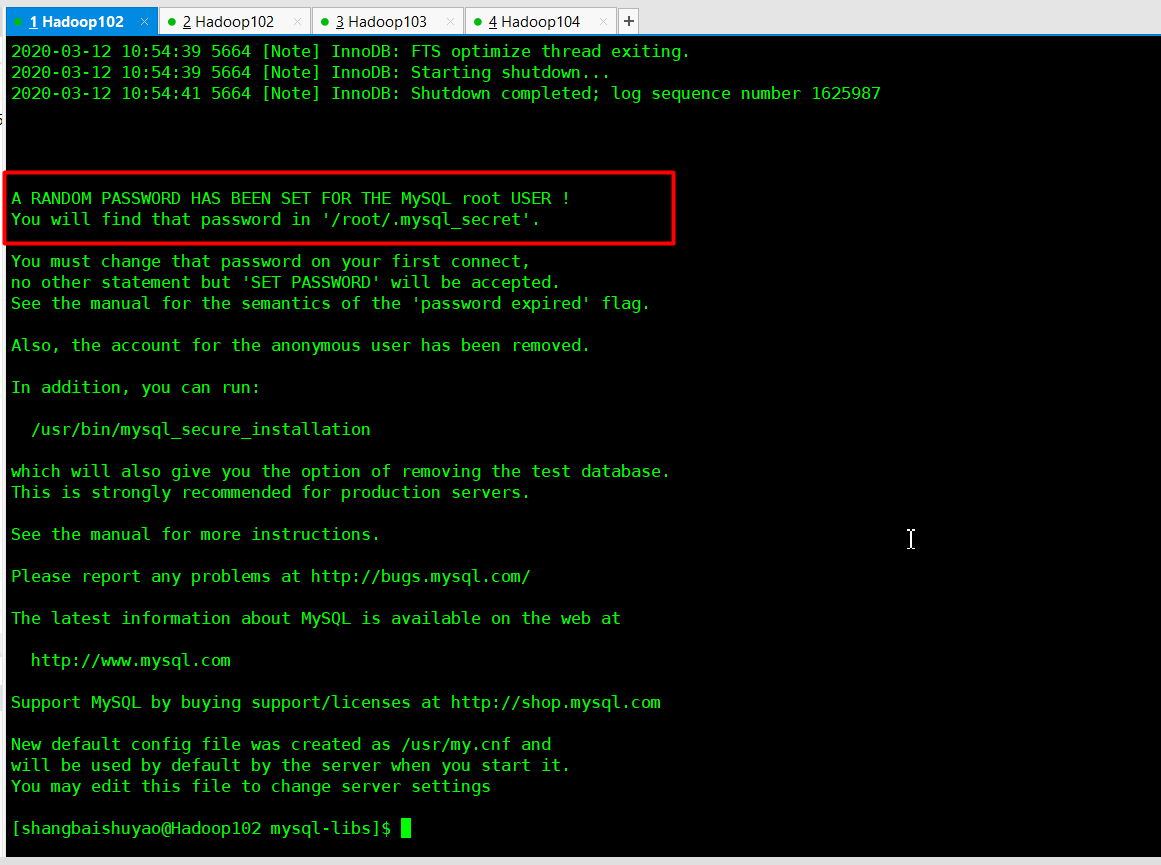 1 Hadoop102 × 2 Hadoop102 × 3 Hadoop103 × 4 Hadoop104 × +
2020-03-12 10:54:39 5664 [Note] InnoDB: FTS optimize thread exiting.
2020-03-12 10:54:39 5664 [Note] InnoDB: Starting shutdown...
2020-03-12 10:54:41 5664 [Note] InnoDB: Shutdown completed; log sequence number 1625987
A RANDOM PASSWORD HAS BEEN SET FOR THE MySQL root USER !
You will find that password in '/root/.mysql_secret'.
You must change that password on your first connect,
no other statement but 'SET PASSWORD' will be accepted.
See the manual for the semantics of the 'password expired' flag.
Also, the account for the anonymous user has been removed.
In addition, you can run:
/usr/bin/mysql_secure_installation
which will also give you the option of removing the test database.
This is strongly recommended for production servers.
See the manual for more instructions.
Please report any problems at http://bugs.mysql.com/
The latest information about MySQL is available on the web at
http://www.mysql.com
Support MySQL by buying support/licenses at http://shop.mysql.com
New default config file was created as /usr/my.cnf and
will be used by default by the server when you start it.
You may edit this file to change server settings
[shangbaishuyao@Hadoop102 mysql-libs]$